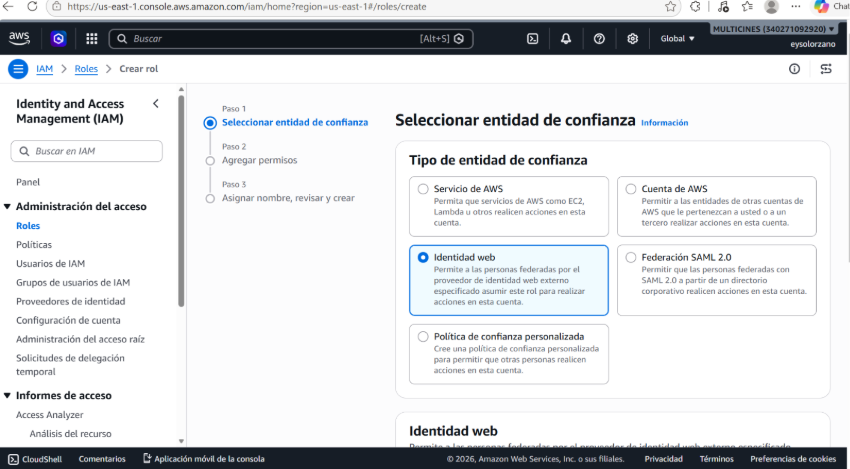 https://us-east-1.console.aws.amazon.com/iam/home?region=us-east-1#/roles/create
Chat
aws
Buscar
[Alt+S]
Global
MULTICINES (340271092920)
eysolorzano
IAM > Roles > Crear rol
Identity and Access
Management (IAM)
Buscar en IAM
Panel
Administración del acceso
Roles
Políticas
Usuarios de IAM
Grupos de usuarios de IAM
Proveedores de identidad
Configuración de cuenta
Administración del acceso raíz
Solicitudes de delegación
temporal
Informes de acceso
Access Analyzer
Análisis del recurso
Paso 1
Seleccionar entidad de confianza
Paso 2
Agregar permisos
Paso 3
Asignar nombre, revisar y crear
Seleccionar entidad de confianza Información
Tipo de entidad de confianza
Servicio de AWS
Permita que servicios de AWS como EC2,
Lambda u otros realicen acciones en esta
cuenta.
Cuenta de AWS
Permitir a las entidades de otras cuentas de
AWS que le pertenezcan a usted o a un
tercero realizar acciones en esta cuenta.
Identidad web
Permite a las personas federadas por el
proveedor de identidad web externo
especificado asumir este rol para realizar
acciones en esta cuenta.
Federación SAML 2.0
Permitir que las personas federadas con
SAML 2.0 a partir de un directorio
corporativo realicen acciones en esta cuenta.
Política de confianza personalizada
Cree una política de confianza personalizada
para permitir que otras personas realicen
acciones en esta cuenta.
Identidad web
Permite a las personas federadas por el proveedor de identidad web externo especificado
CloudShell
Comentarios
Aplicación móvil de la consola
© 2026, Amazon Web Services, Inc. o sus filiales.
Privacidad
Términos
Preferencias de cookies